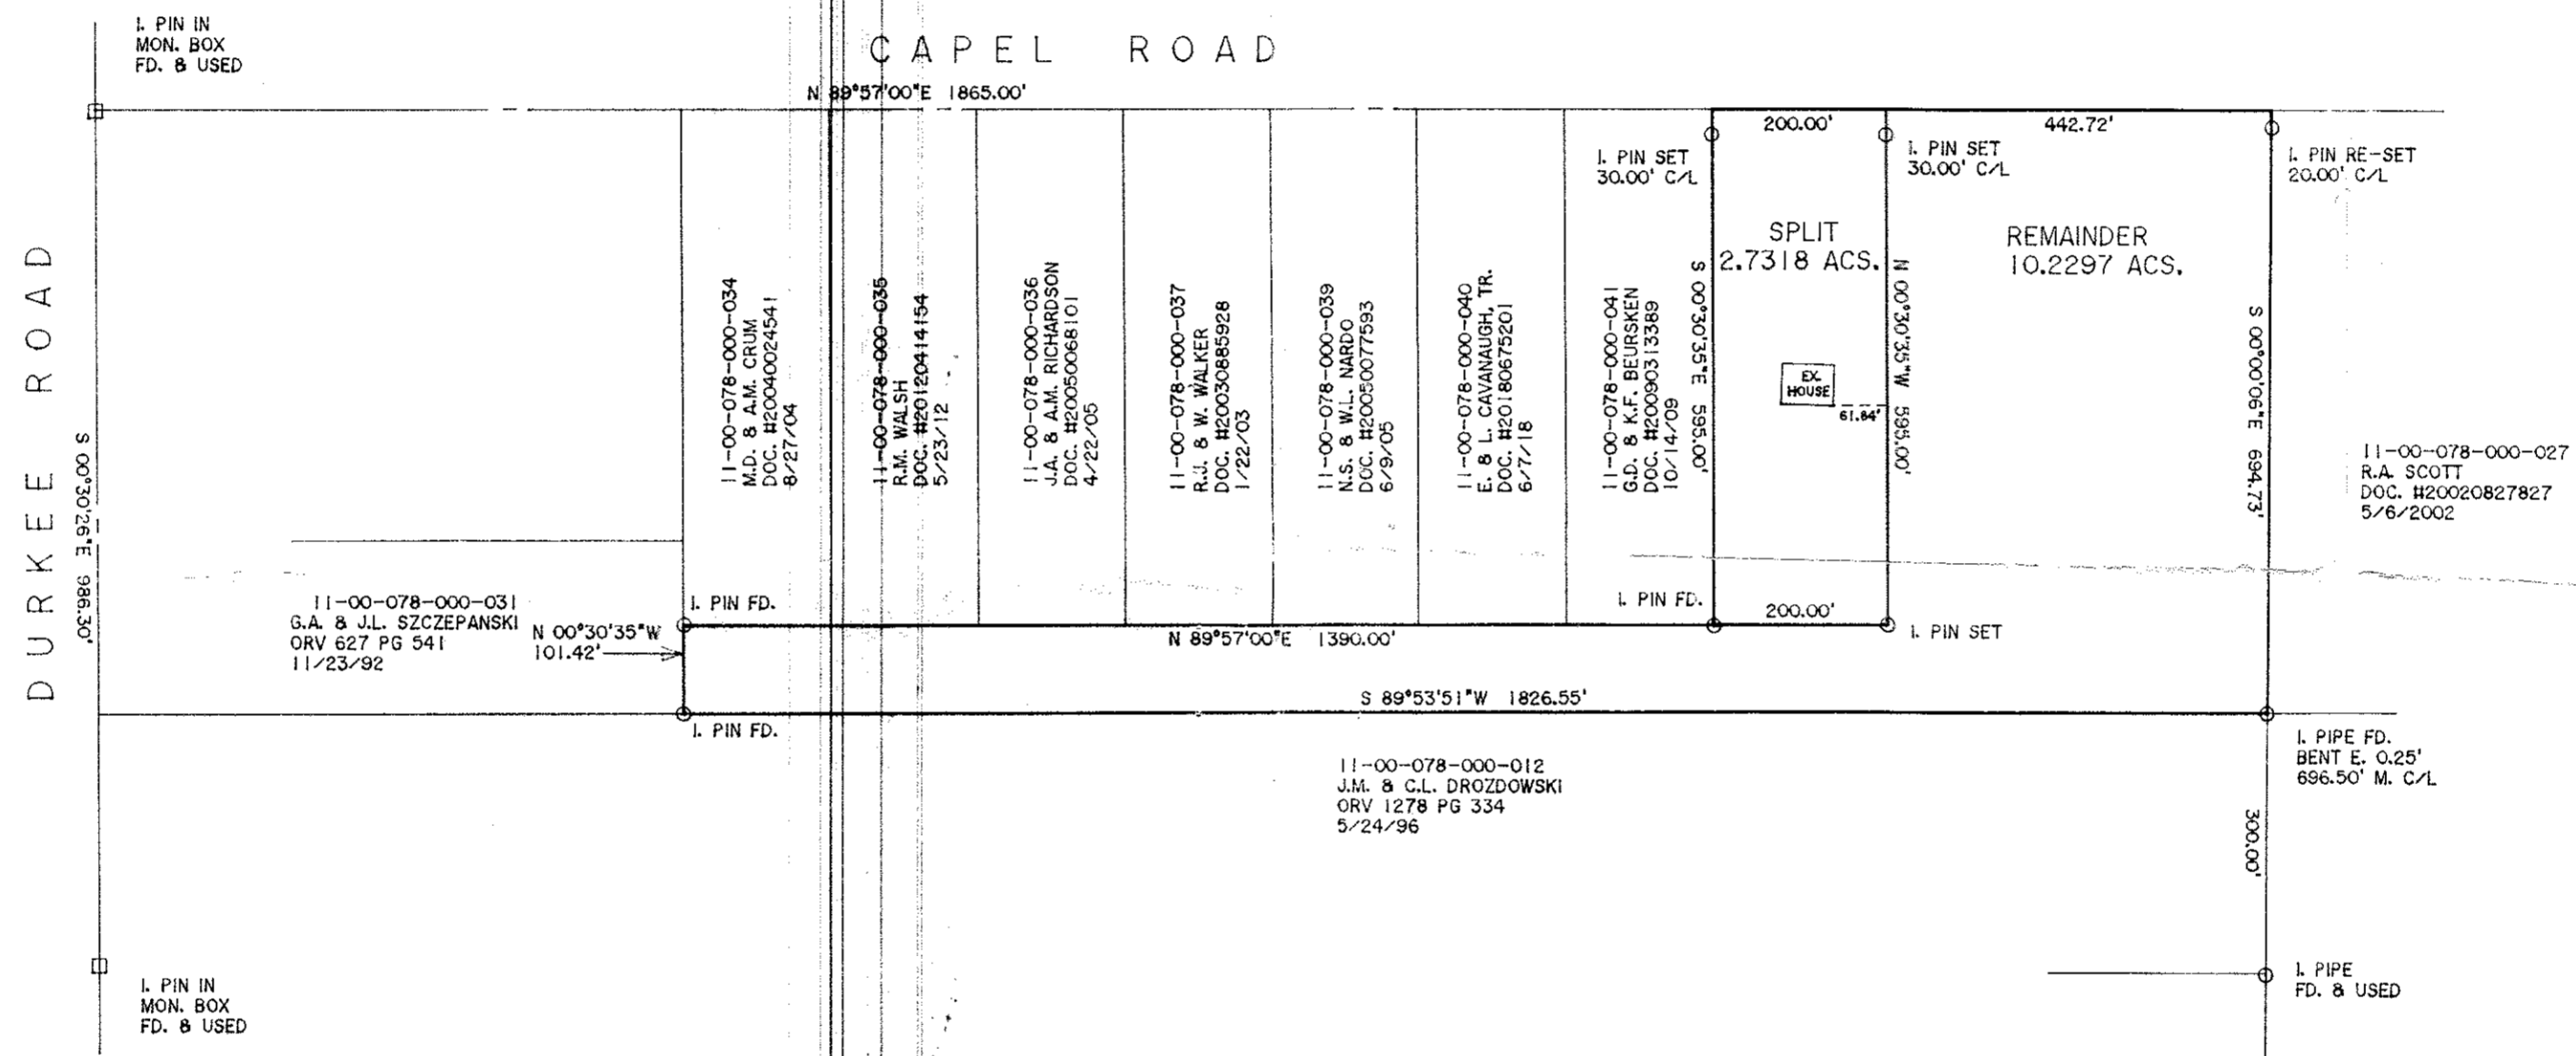 I. PIN IN
MON. BOX
FD. & USED
CAPEL ROAD
N 89°57'00"E 1865.00'
200.00'
442.72'
I. PIN SET
30.00' C/L
I. PIN SET
30.00' C/L
I. PIN RE-SET
20.00' C/L
DURKEE ROAD
S 00°30'26"E 986.30'
11-00-078-000-034
M.D. & A.M. CRUM
DOC. #20040024541
8/27/04
11-00-078-000-035
R.M. WALSH
DOC. #20120414154
5/23/12
11-00-078-000-036
J.A. & A.M. RICHARDSON
DOC. #20050068101
4/22/05
11-00-078-000-037
R.J. & W. WALKER
DOC. #20030885928
1/22/03
11-00-078-000-039
N.S. & W.L. NARDO
DOC. #20050077593
6/9/05
11-00-078-000-040
E. & L. CAVANAUGH, TR.
DOC. #20180675201
6/7/18
11-00-078-000-041
G.D. & K.F. BEURSKEN
DOC. #20090313389
10/14/09
S 00°30'35"E 595.00'
SPLIT
2.7318 ACS.
EX.
HOUSE
61.84'
N 00°30'35"W 595.00'
REMAINDER
10.2297 ACS.
S 00°00'06"E 694.73'
11-00-078-000-027
R.A. SCOTT
DOC. #20020827827
5/6/2002
11-00-078-000-031
G.A. & J.L. SZCZEPANSKI
ORV 627 PG 541
11/23/92
N 00°30'35"W
101.42'
I. PIN FD.
I. PIN FD.
200.00'
I. PIN SET
N 89°57'00"E 1390.00'
S 89°53'51"W 1826.55'
I. PIN FD.
I. PIPE FD.
BENT E. 0.25'
696.50' M. C/L
11-00-078-000-012
J.M. & C.L. DROZDOWSKI
ORV 1278 PG 334
5/24/96
300.00'
I. PIPE
FD. & USED
I. PIN IN
MON. BOX
FD. & USED